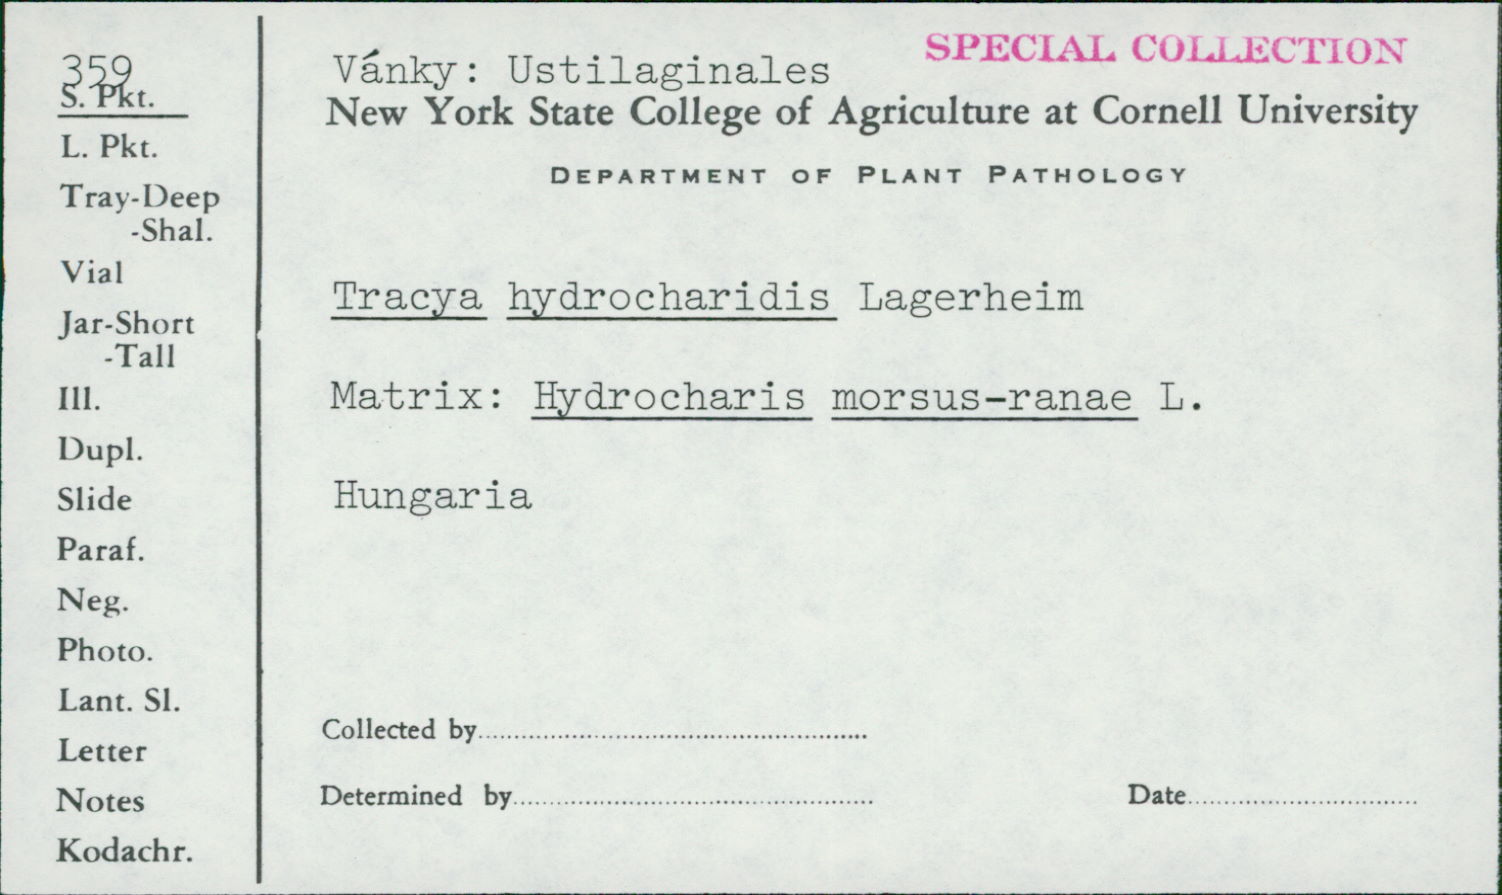 359
S. Pkt.
L. Pkt.
Tray-Deep
-Shal.
Vial
Jar-Short
-Tall
Ill.
Dupl.
Slide
Paraf.
Neg.
Photo.
Lant. Sl.
Letter
Notes
Kodachr.
SPECIAL COLLECTION
Vánky: Ustilaginales
New York State College of Agriculture at Cornell University
DEPARTMENT OF PLANT PATHOLOGY
Tracya hydrocharidis Lagerheim
Matrix: Hydrocharis morsus-ranae L.
Hungaria
Collected by
Determined by Date